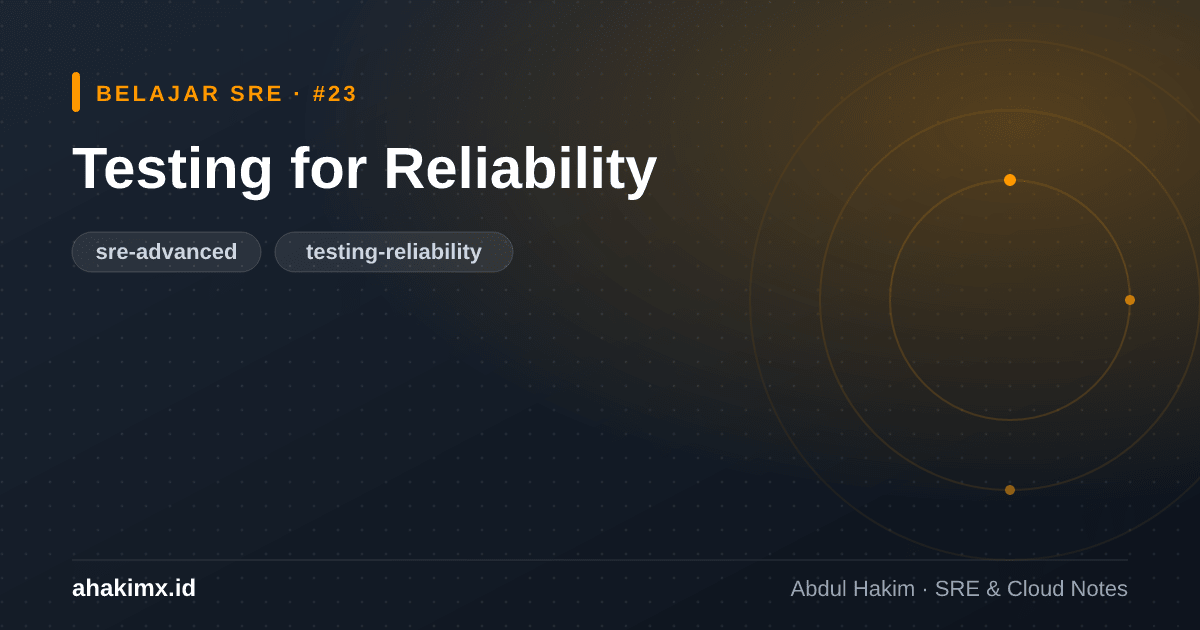 BELAJAR SRE · #23
Testing for Reliability
sre-advanced testing-reliability
ahakimx.id
Abdul Hakim · SRE & Cloud Notes